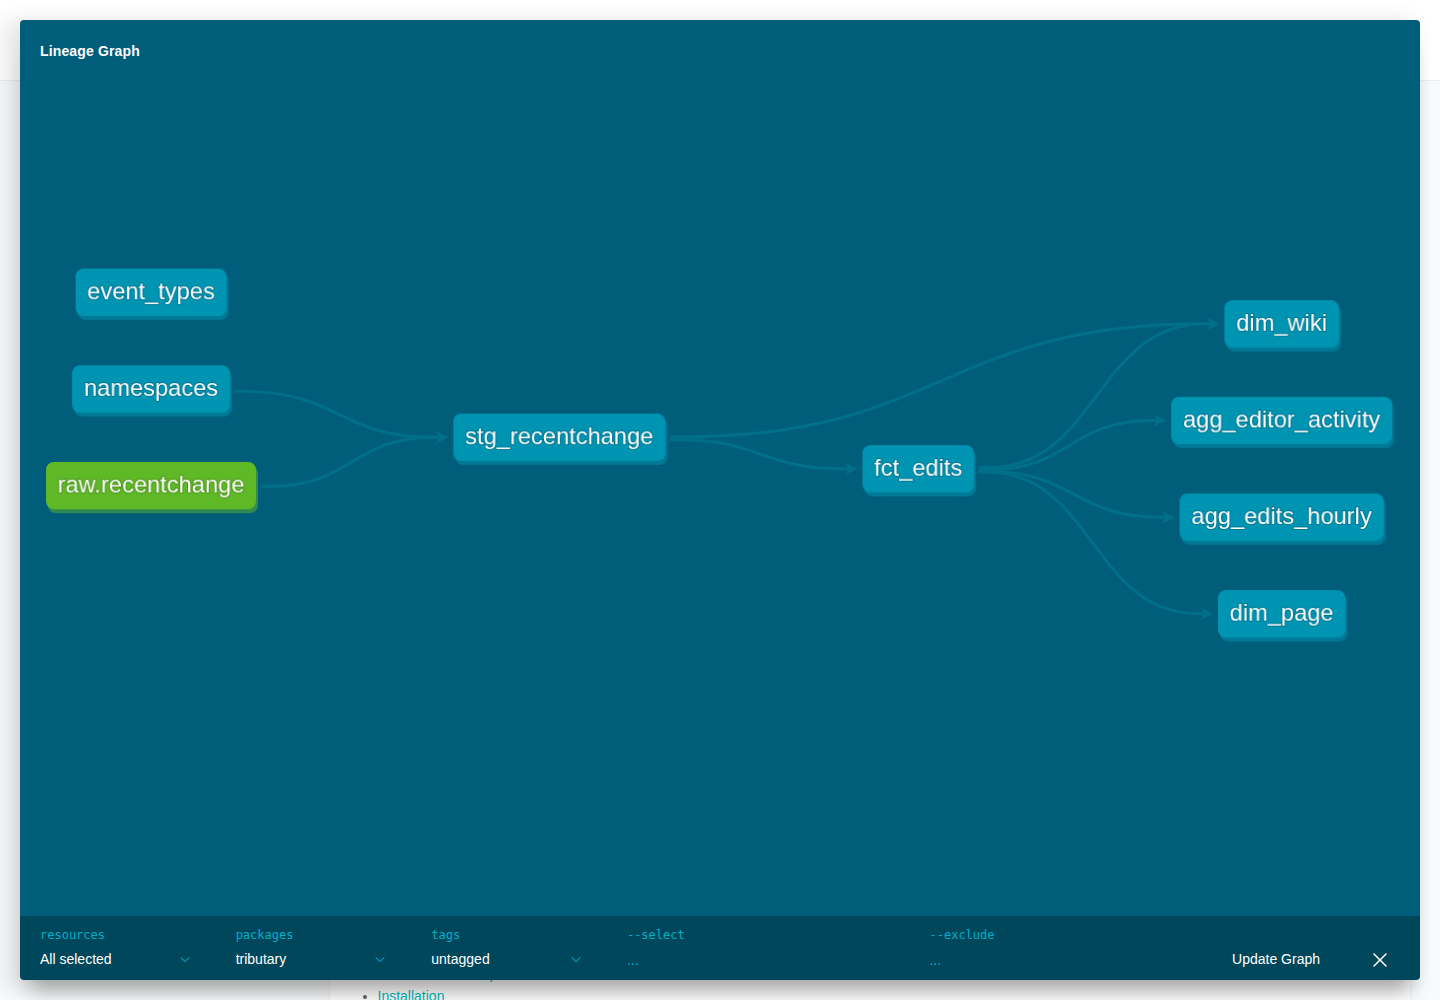 Lineage Graph
event_types
namespaces
raw.recentchange
stg_recentchange
fct_edits
dim_wiki
agg_editor_activity
agg_edits_hourly
dim_page
resources
All selected
packages
tributary
tags
untagged
--select
...
--exclude
...
Update Graph
Installation